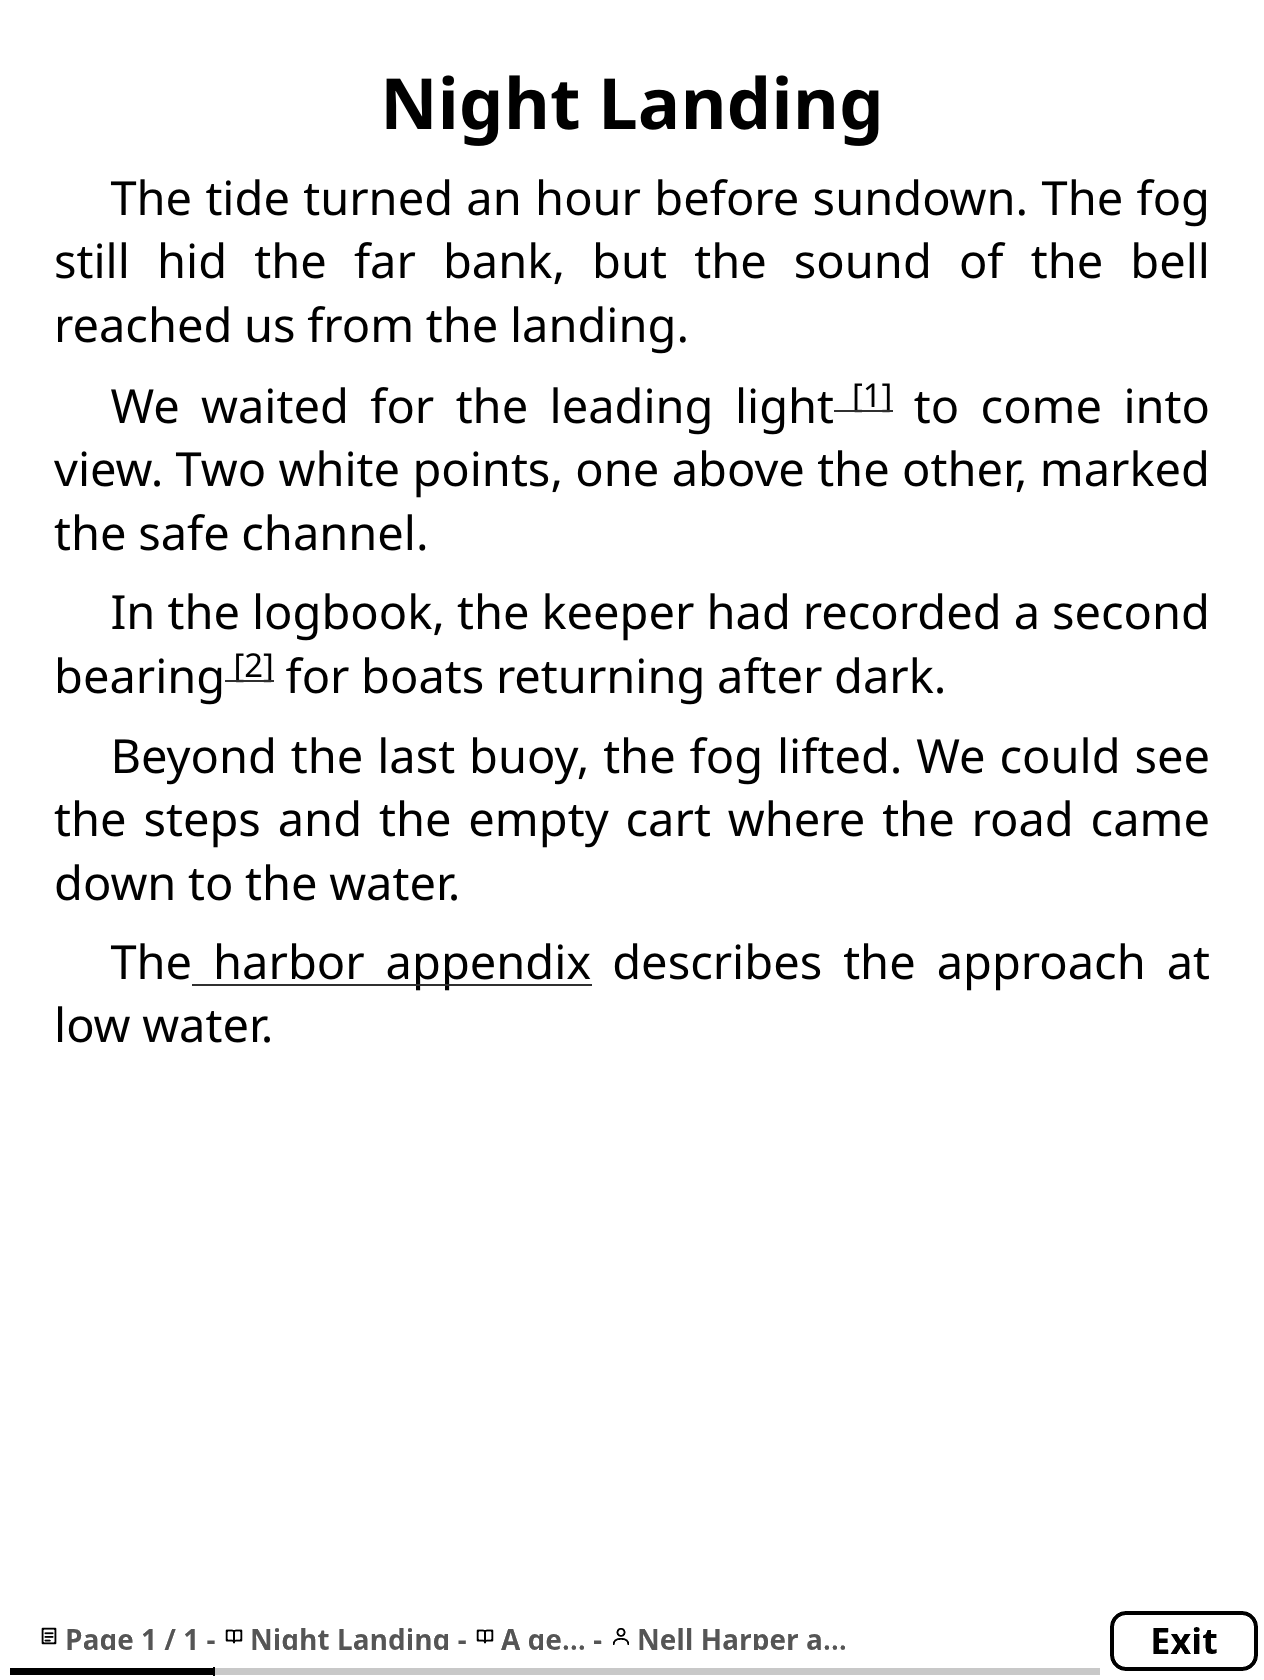 Night Landing
The tide turned an hour before sundown. The fog
still hid the far bank, but the sound of the bell
reached us from the landing.
We waited for the leading light [1] to come into
view. Two white points, one above the other, marked
the safe channel.
In the logbook, the keeper had recorded a second
bearing [2] for boats returning after dark.
Beyond the last buoy, the fog lifted. We could see
the steps and the empty cart where the road came
down to the water.
The harbor appendix describes the approach at
low water.
Page 1 / 1 - Night Landing - A ge... - Nell Harper a...
Exit